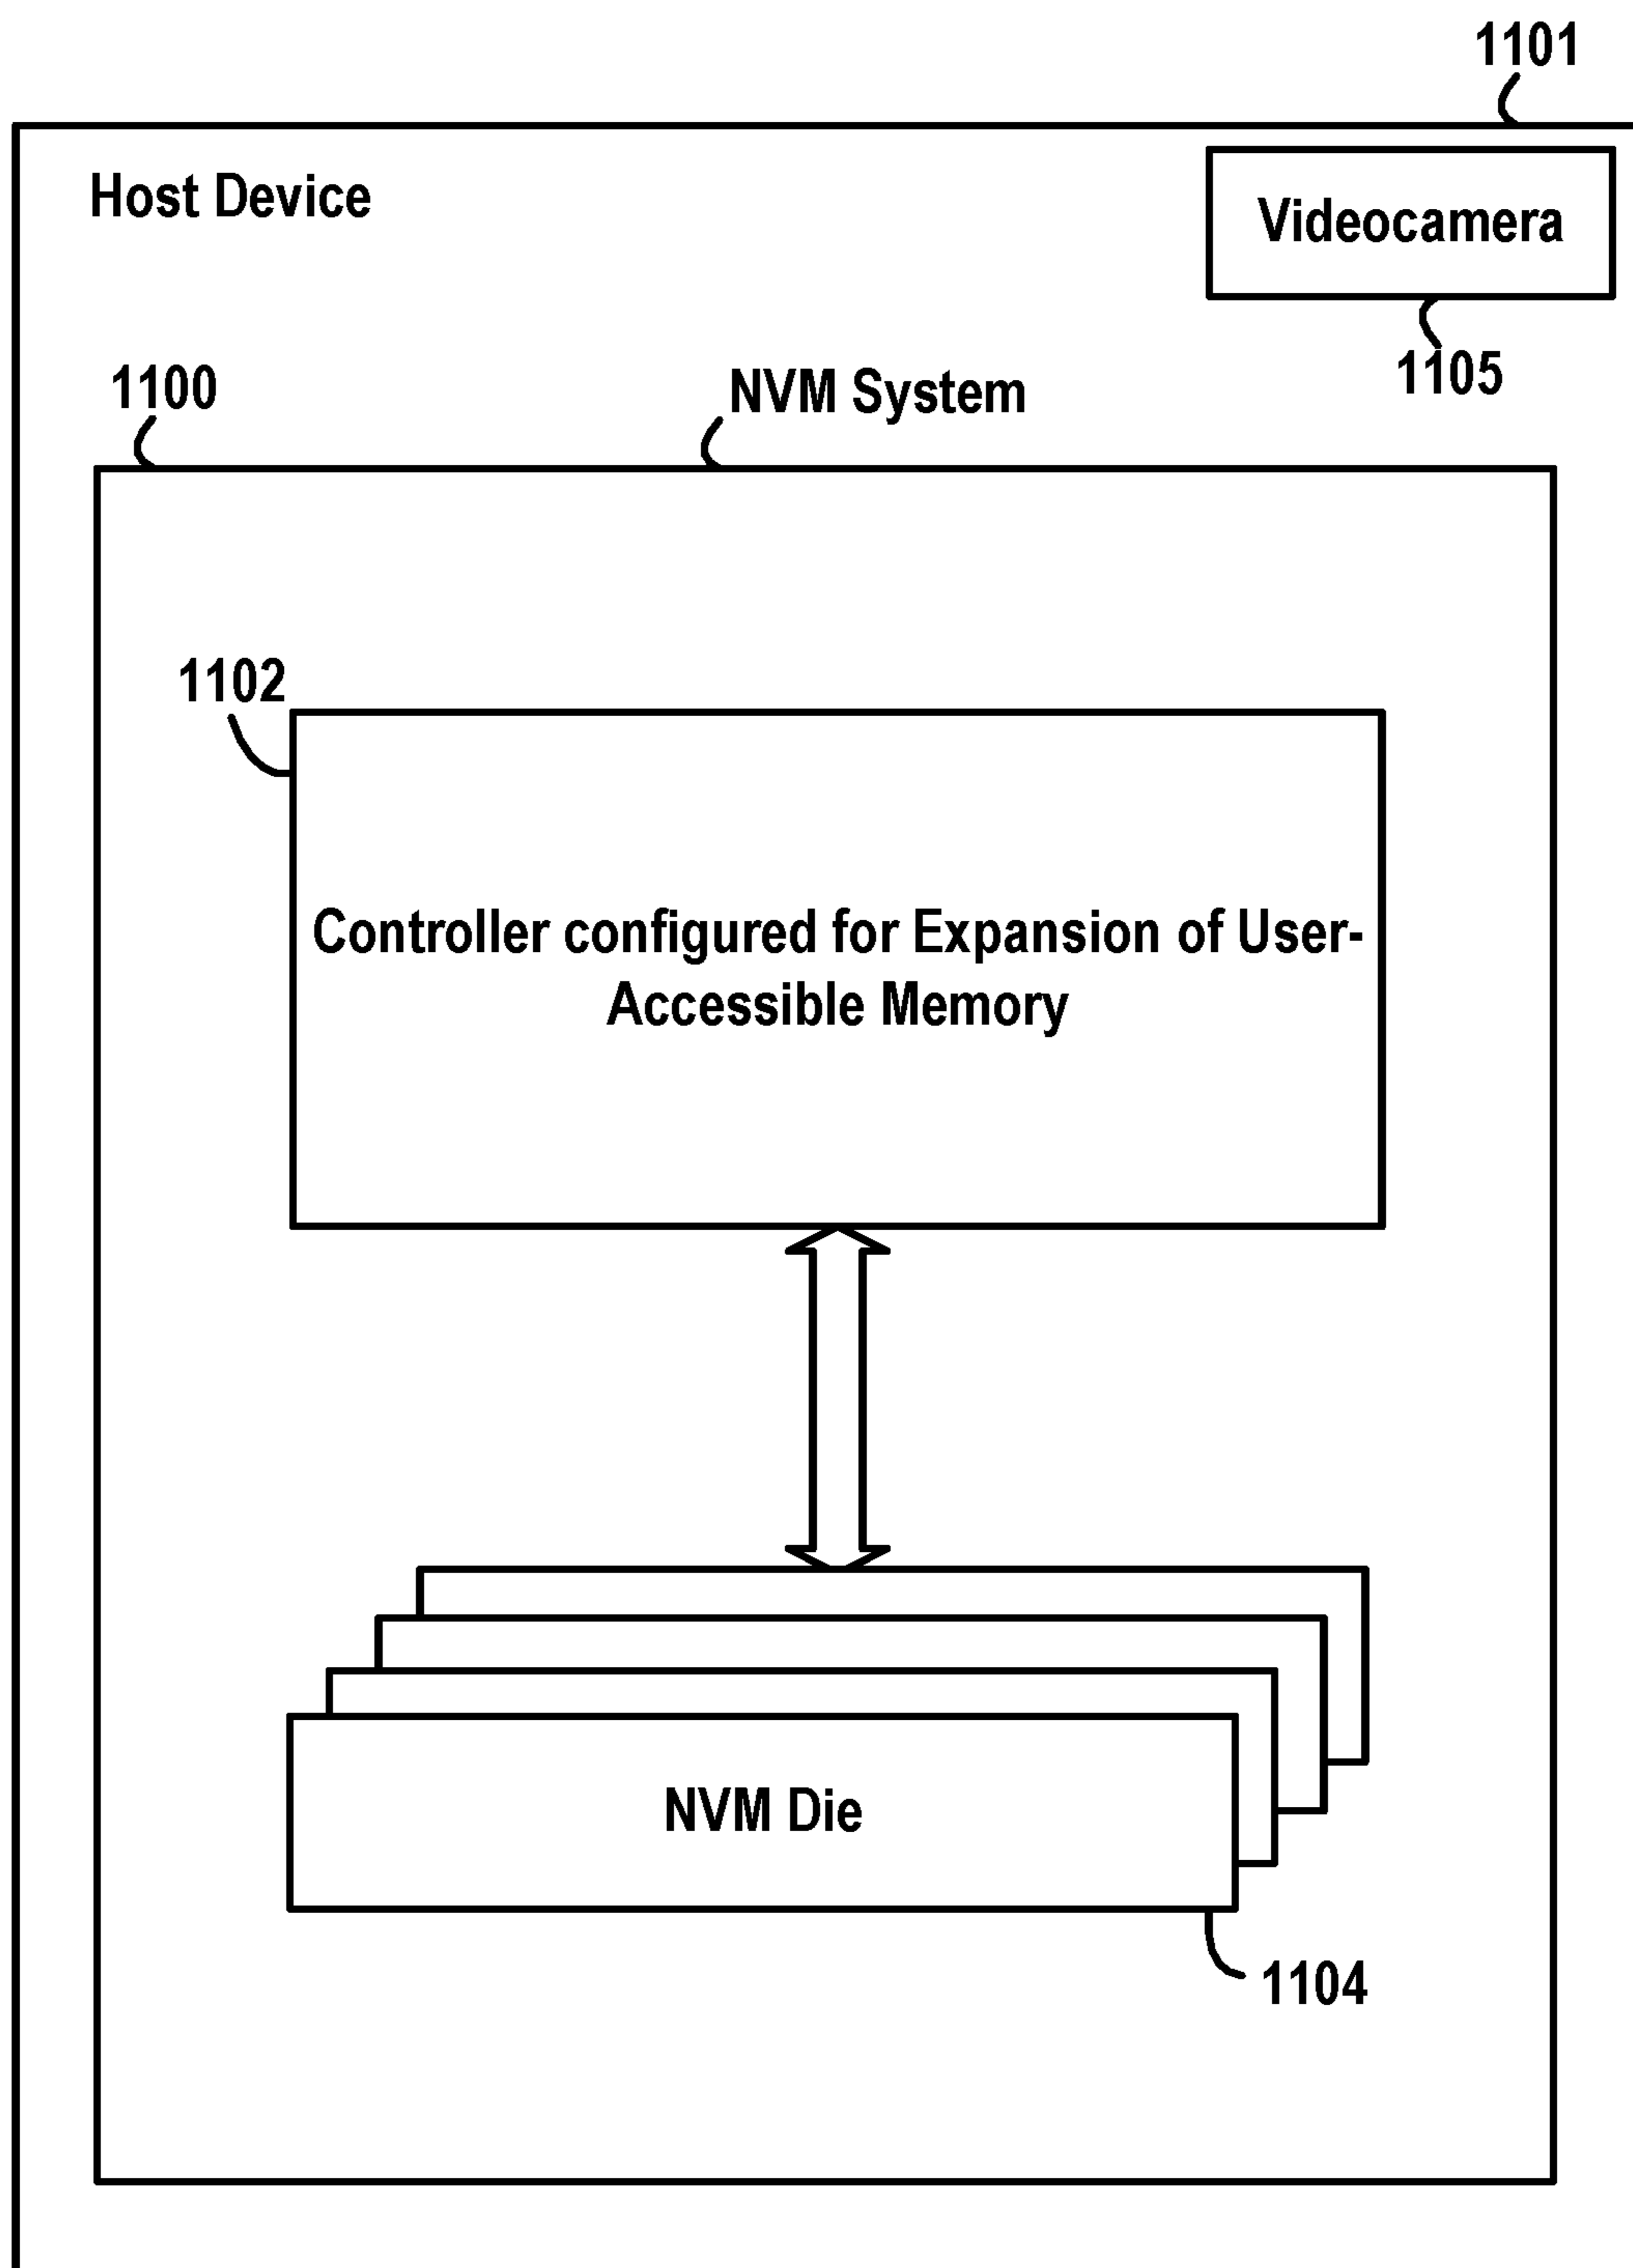 1101
Host Device
Videocamera
1105
1100
NVM System
1102
Controller configured for Expansion of User-
Accessible Memory
NVM Die
1104